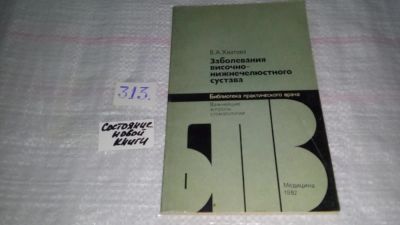 313.
Состояние
новой
книги
В.А.Хватова
Заболевания
височно-
нижнечелюстного
сустава
Библиотека практического врача
Важнейшие
вопросы
стоматологии
БПВ
Медицина
1982